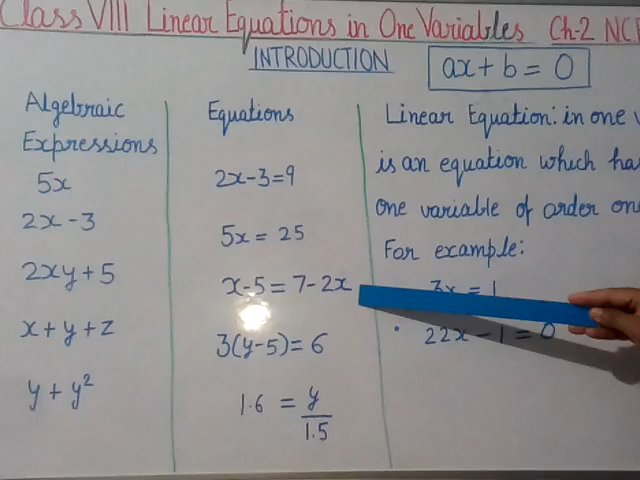 Class VIII Linear Equations in One Variables Ch-2
INTRODUCTION
ax + b = 0
Algebraic
Expressions
5x
2x - 3
2xy + 5
x + y + z
y + y²
Equations
2x - 3 = 9
5x = 25
x - 5 = 7 - 2x
3(y - 5) = 6
1.6 = y/1.5
Linear Equation: in one
is an equation which
one variable of order
For example:
3x = 1
22x - 1 = 0